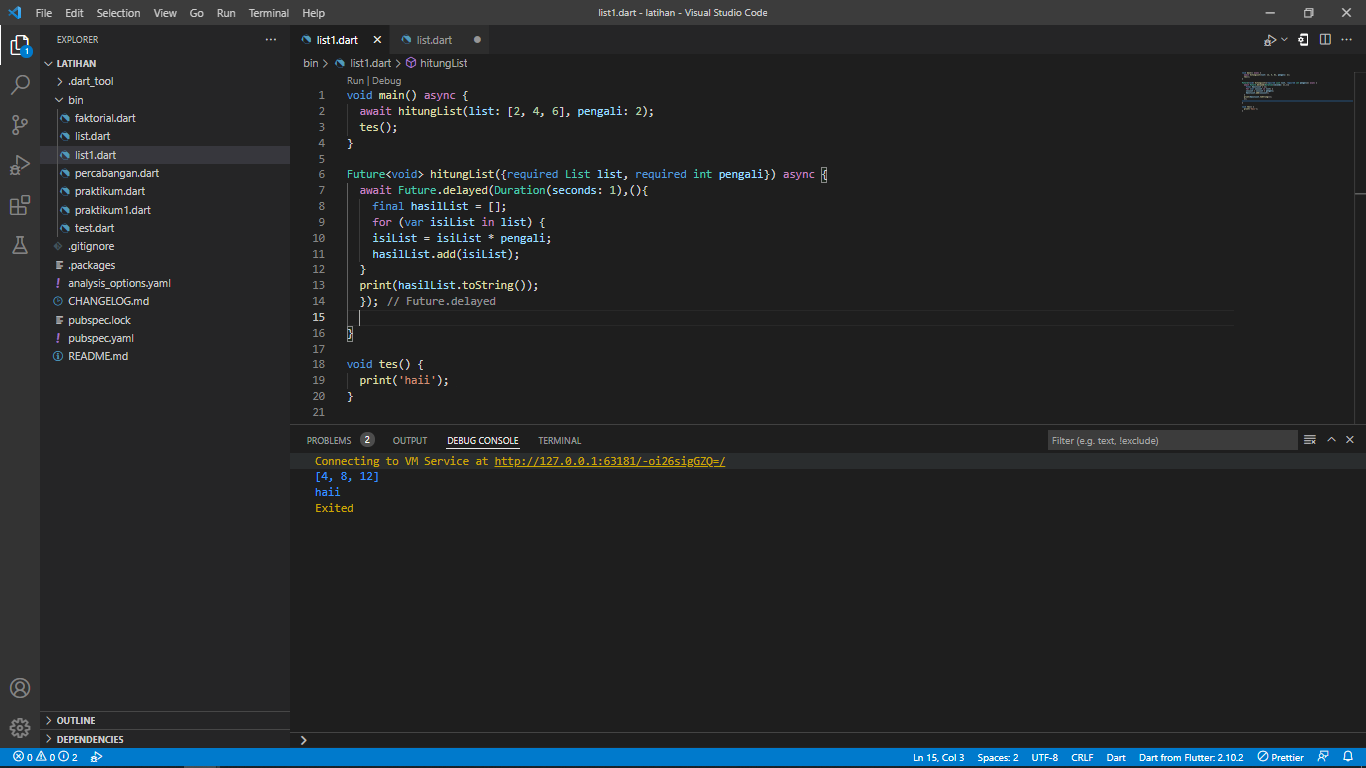 File Edit Selection View Go Run Terminal Help
list1.dart - latihan - Visual Studio Code
EXPLORER
LATIHAN
.dart_tool
bin
faktorial.dart
list.dart
list1.dart
percabangan.dart
praktikum.dart
praktikum1.dart
test.dart
.gitignore
.packages
analysis_options.yaml
CHANGELOG.md
pubspec.lock
pubspec.yaml
README.md
OUTLINE
DEPENDENCIES
1
list1.dart
list.dart
bin > list1.dart > hitungList
Run | Debug
1 void main() async {
2 await hitungList(list: [2, 4, 6], pengali: 2);
3 tes();
4 }
5
6 Future<void> hitungList({required List list, required int pengali}) async {
7 await Future.delayed(Duration(seconds: 1),(){
8 final hasilList = [];
9 for (var isiList in list) {
10 isiList = isiList * pengali;
11 hasilList.add(isiList);
12 }
13 print(hasilList.toString());
14 }); // Future.delayed
15
16 }
17
18 void tes() {
19 print('haii');
20 }
21
PROBLEMS 2 OUTPUT DEBUG CONSOLE TERMINAL
Filter (e.g. text, !exclude)
Connecting to VM Service at http://127.0.0.1:63181/-oi26sigGZQ=/
[4, 8, 12]
haii
Exited
0 0 2
Ln 15, Col 3 Spaces: 2 UTF-8 CRLF Dart Dart from Flutter: 2.10.2 Prettier